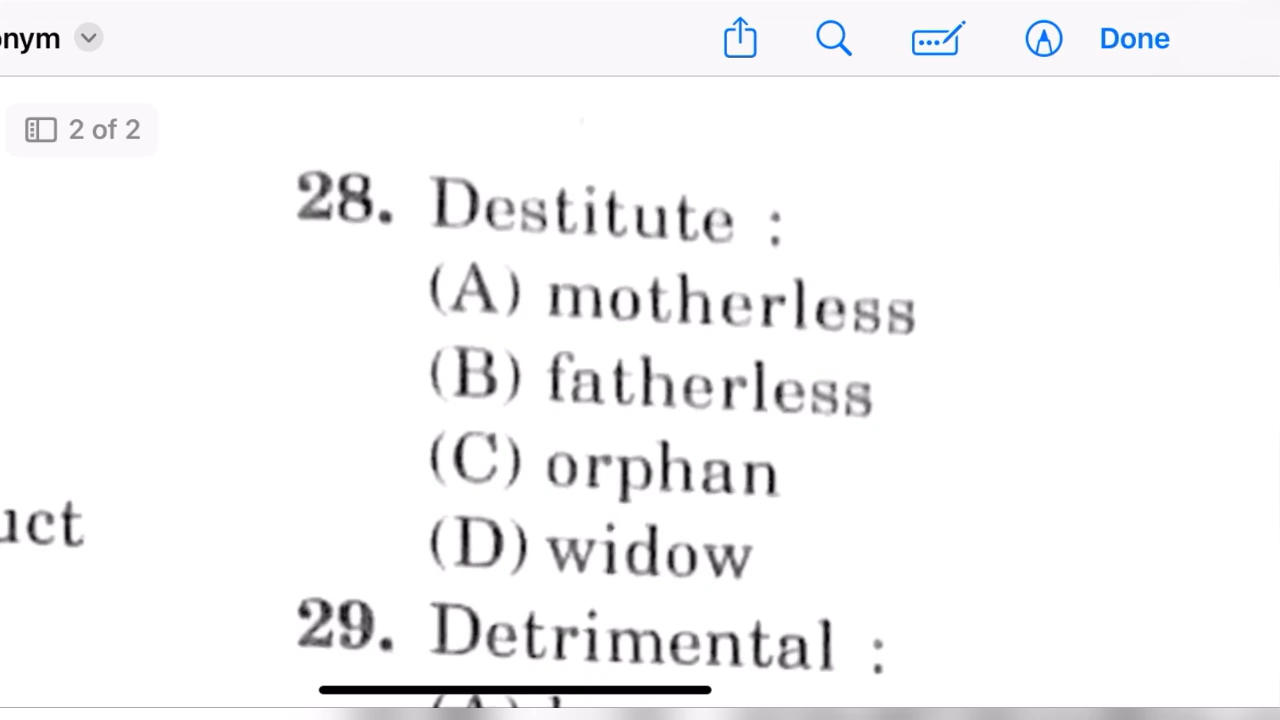 onym
Done
2 of 2
28. Destitute :
(A) motherless
(B) fatherless
(C) orphan
(D) widow
uct
29. Detrimental :